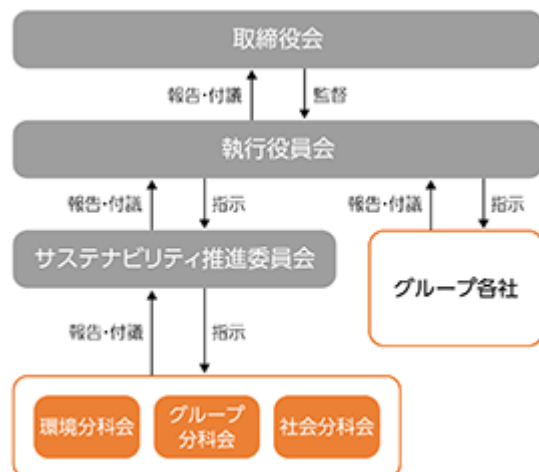 取締役会
報告・付議
監督
執行役員会
報告・付議
指示
報告・付議
指示
サステナビリティ推進委員会
グループ各社
報告・付議
指示
環境分科会
グループ
分科会
社会分科会